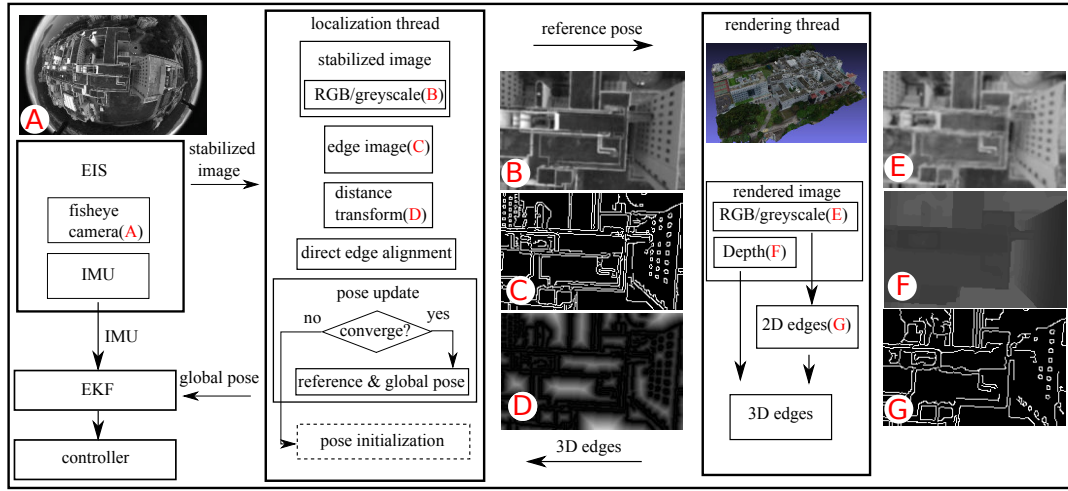 A
EIS
fisheye
camera(A)
IMU
IMU
EKF
controller
stabilized
image
global pose
localization thread
stabilized image
RGB/greyscale(B)
edge image(C)
distance
transform(D)
direct edge alignment
pose update
no
yes
converge?
reference & global pose
pose initialization
reference pose
B
C
D
3D edges
rendering thread
rendered image
RGB/greyscale(E)
Depth(F)
2D edges(G)
3D edges
E
F
G